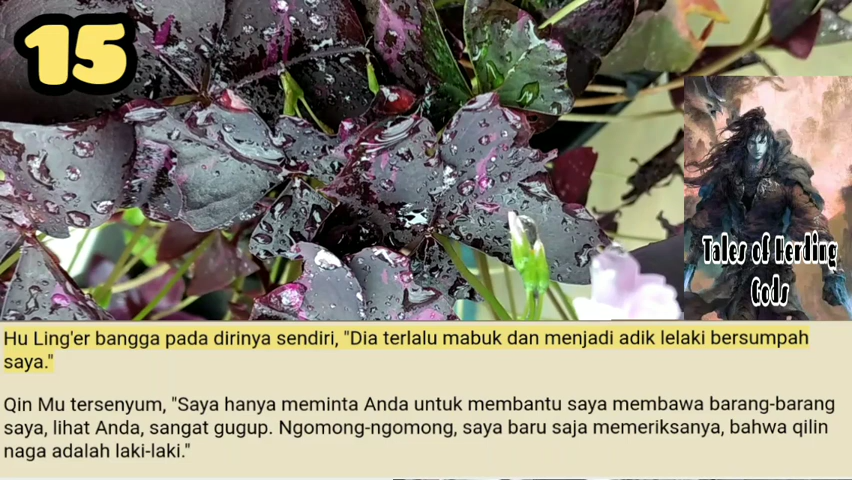 15
Tales of Herding
Gods
Hu Ling'er bangga pada dirinya sendiri, "Dia terlalu mabuk dan menjadi adik lelaki bersumpah
saya."
Qin Mu tersenyum, "Saya hanya meminta Anda untuk membantu saya membawa barang-barang
saya, lihat Anda, sangat gugup. Ngomong-ngomong, saya baru saja memeriksanya, bahwa qilin
naga adalah laki-laki."